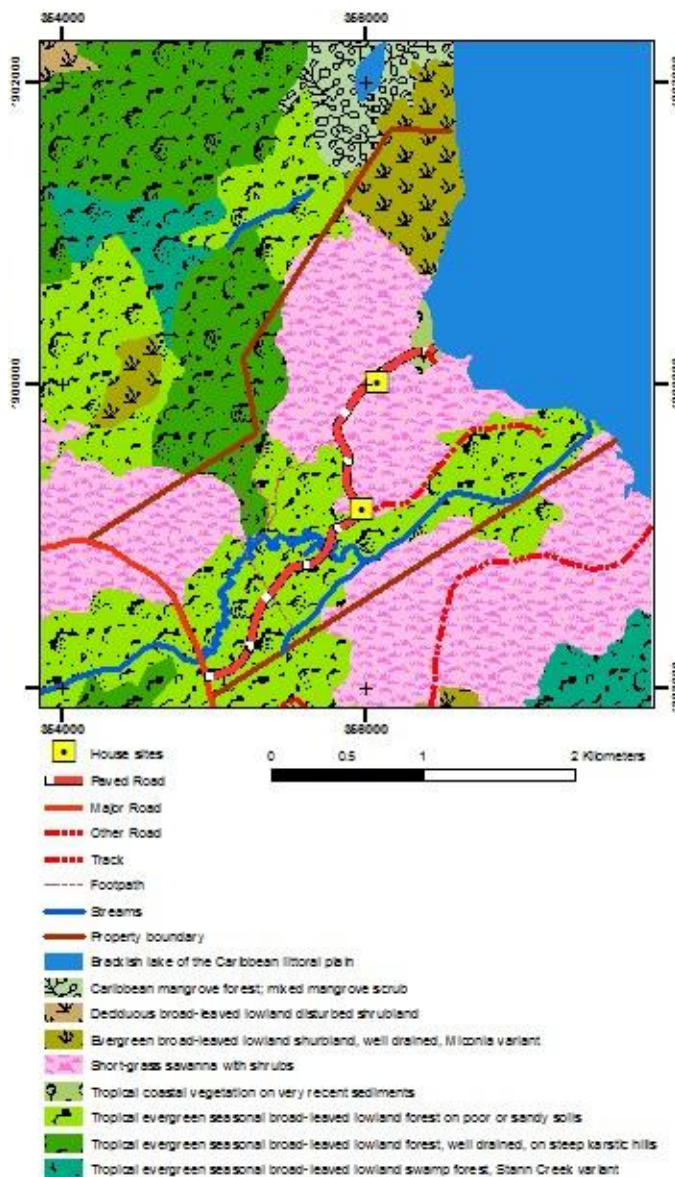 354000 356000
1902000
1900000
354000 356000
House sites
0 0.5 1 2 Kilometers
Paved Road
Major Road
Other Road
Track
Footpath
Streams
Property boundary
Brackish lake of the Caribbean littoral plain
Caribbean mangrove forest; mixed mangrove scrub
Deciduous broad-leaved lowland disturbed shrubland
Evergreen broad-leaved lowland shurbland, well drained, Miconia variant
Short-grass savanna with shrubs
Tropical coastal vegetation on very recent sediments
Tropical evergreen seasonal broad-leaved lowland forest on poor or sandy soils
Tropical evergreen seasonal broad-leaved lowland forest, well drained, on steep karstic hills
Tropical evergreen seasonal broad-leaved lowland swamp forest, Stann Creek variant